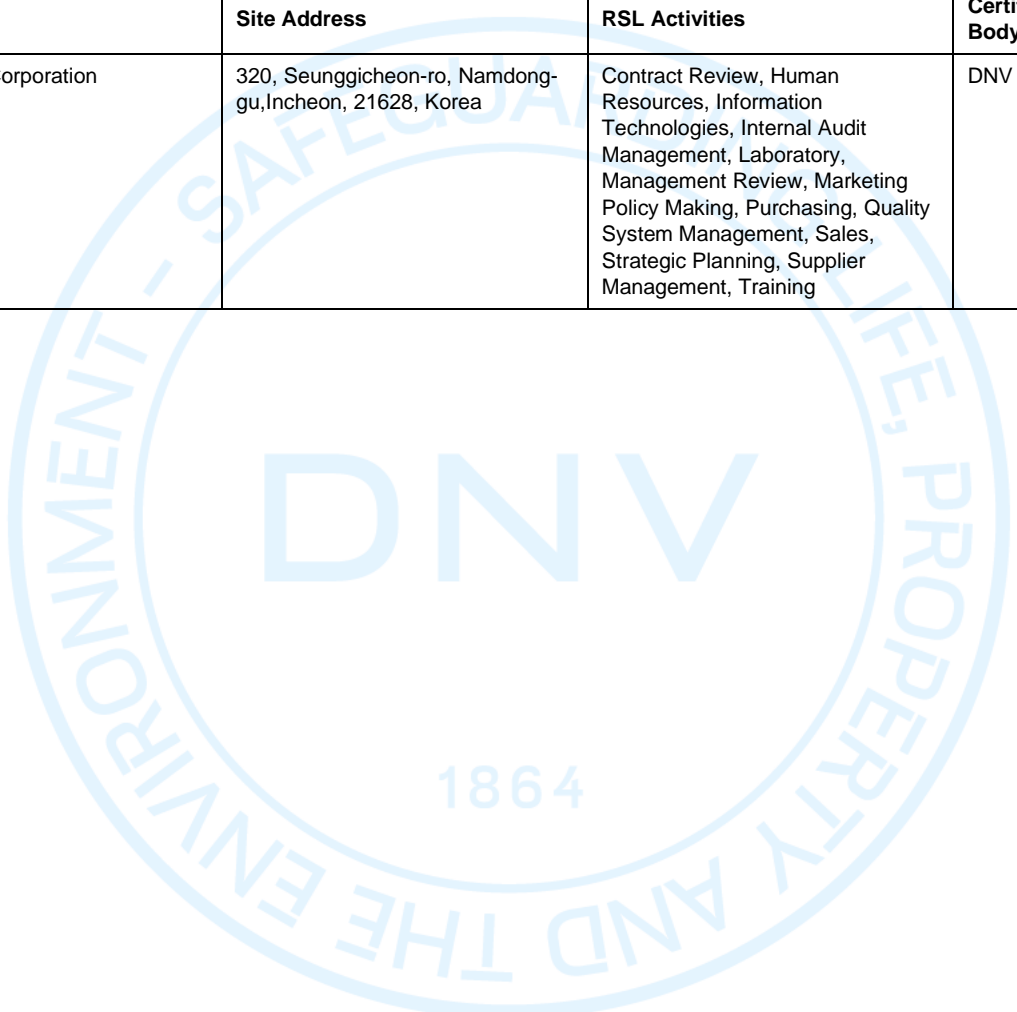 Site Address
RSL Activities
Body
320, Seunggicheon-ro, Namdong-
gu,Incheon, 21628, Korea
Contract Review, Human
Resources, Information
Technologies, Internal Audit
Management, Laboratory,
Management Review, Marketing
Policy Making, Purchasing, Quality
System Management, Sales,
Strategic Planning, Supplier
Management, Training
DNV
SAFEGUARDING LIFE, PROPERTY AND THE ENVIRONMENT -
DNV
1864